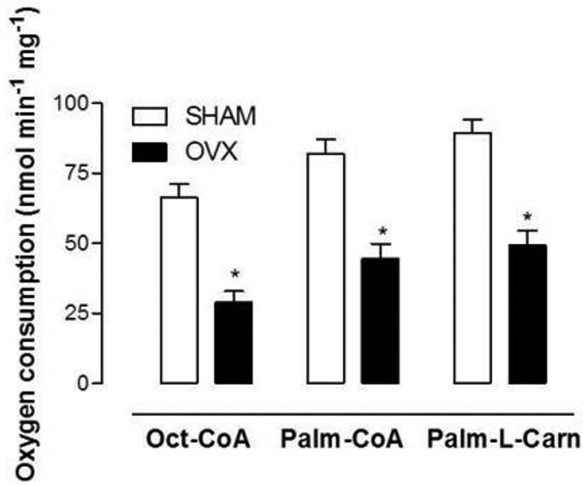 Oxygen consumption (nmol min-1 mg-1)
100
75
50
25
0
SHAM
OVX
*
*
*
Oct-CoA Palm-CoA Palm-L-Carn